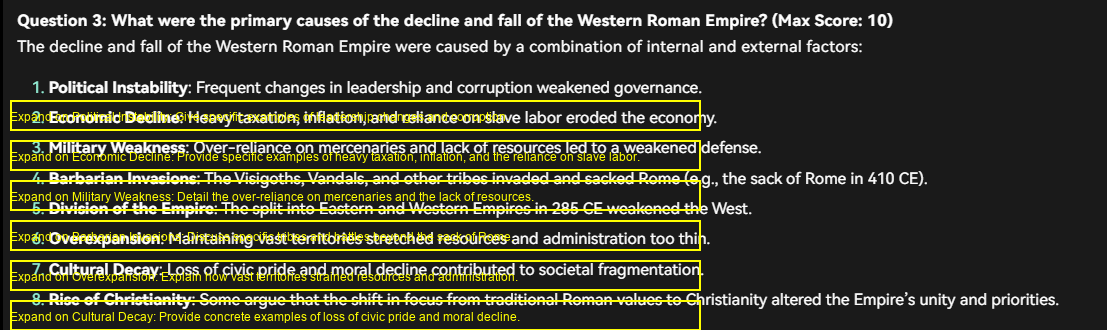 Question 3: What were the primary causes of the decline and fall of the Western Roman Empire? (Max Score: 10)
The decline and fall of the Western Roman Empire were caused by a combination of internal and external factors:
1. Political Instability: Frequent changes in leadership and corruption weakened governance.
2. Economic Decline: Heavy taxation, inflation, and reliance on slave labor eroded the economy.
Expand on Political Instability: Give specific examples of leadership changes and corruption.
3. Military Weakness: Over-reliance on mercenaries and lack of resources led to a weakened defense.
Expand on Economic Decline: Provide specific examples of heavy taxation, inflation, and the reliance on slave labor.
4. Barbarian Invasions: The Visigoths, Vandals, and other tribes invaded and sacked Rome (e.g., the sack of Rome in 410 CE).
Expand on Military Weakness: Detail the over-reliance on mercenaries and the lack of resources.
5. Division of the Empire: The split into Eastern and Western Empires in 285 CE weakened the West.
6. Overexpansion: Maintaining vast territories stretched resources and administration too thin.
Expand on Barbarian Invasions: Discuss specific tribes and battles beyond the sack of Rome.
7. Cultural Decay: Loss of civic pride and moral decline contributed to societal fragmentation.
Expand on Overexpansion: Explain how vast territories strained resources and administration.
8. Rise of Christianity: Some argue that the shift in focus from traditional Roman values to Christianity altered the Empire's unity and priorities.
Expand on Cultural Decay: Provide concrete examples of loss of civic pride and moral decline.